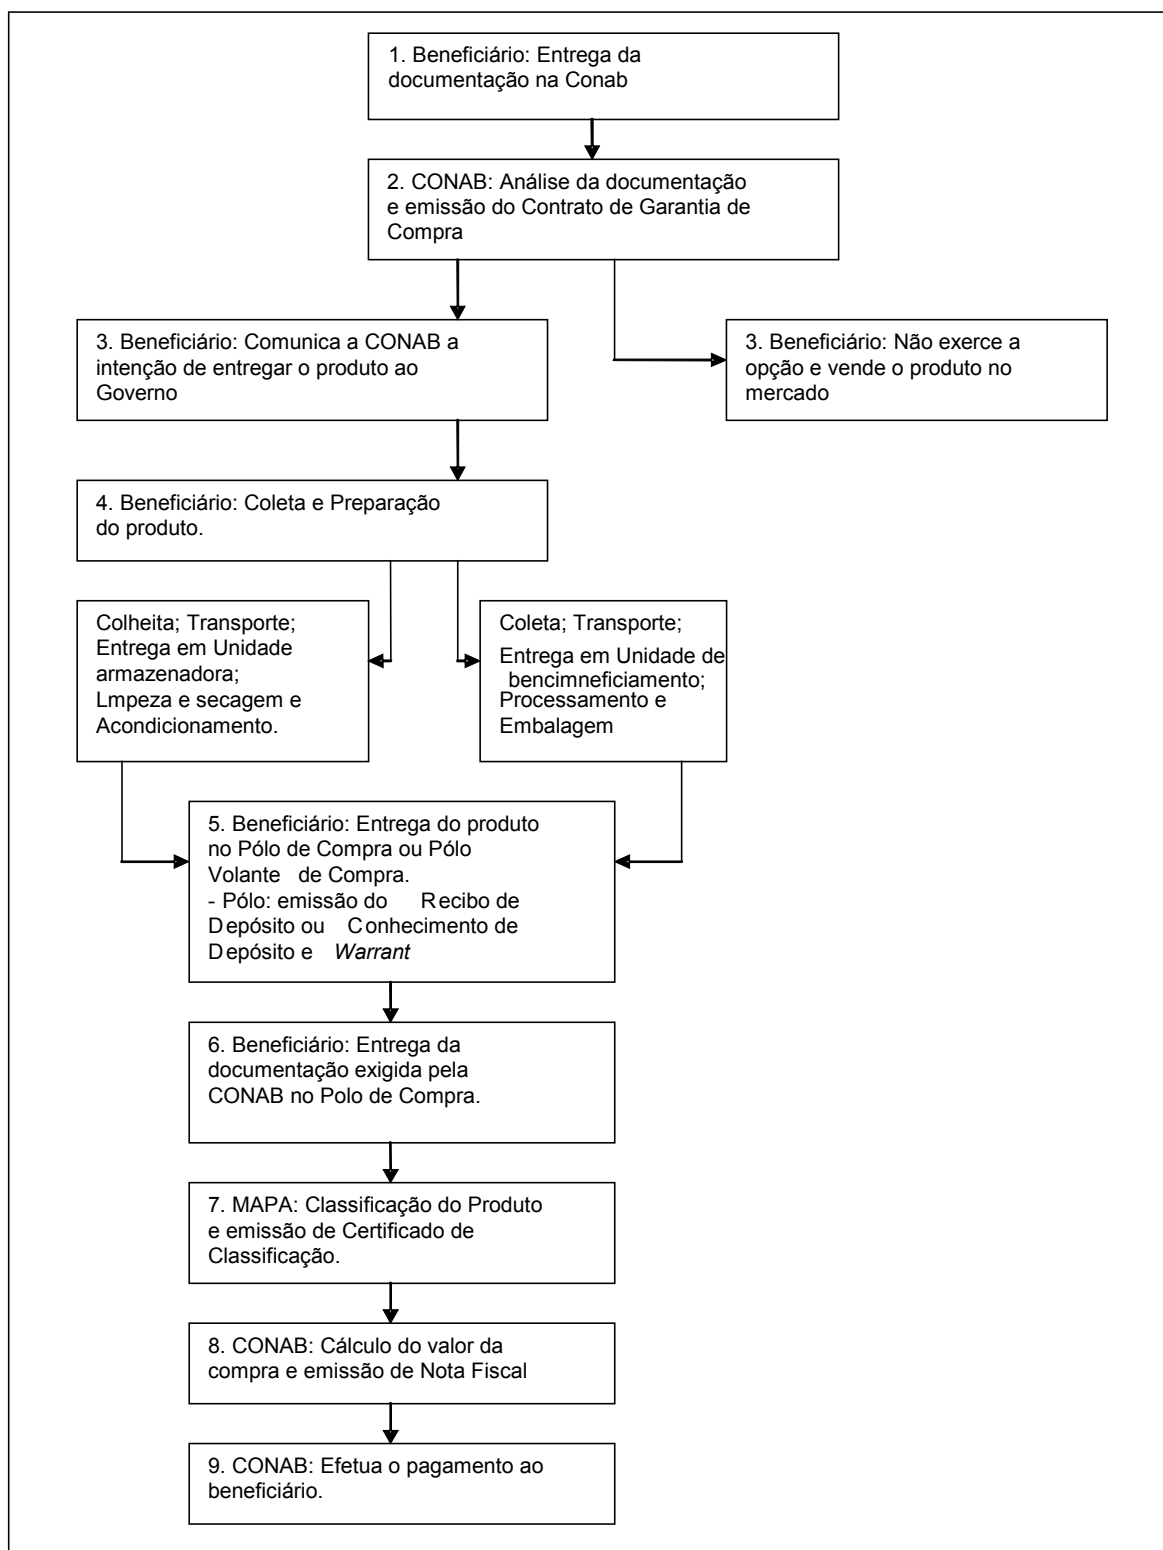 1. Beneficiário: Entrega da
documentação na Conab
2. CONAB: Análise da documentação
e emissão do Contrato de Garantia de
Compra
3. Beneficiário: Comunica a CONAB a
intenção de entregar o produto ao
Governo
3. Beneficiário: Não exerce a
opção e vende o produto no
mercado
4. Beneficiário: Coleta e Preparação
do produto.
Colheita; Transporte;
Entrega em Unidade
armazenadora;
Lmpeza e secagem e
Acondicionamento.
Coleta; Transporte;
Entrega em Unidade de
bencimneficiamento;
Processamento e
Embalagem
5. Beneficiário: Entrega do produto
no Pólo de Compra ou Pólo
Volante de Compra.
- Pólo: emissão do Recibo de
Depósito ou Conhecimento de
Depósito e Warrant
6. Beneficiário: Entrega da
documentação exigida pela
CONAB no Polo de Compra.
7. MAPA: Classificação do Produto
e emissão de Certificado de
Classificação.
8. CONAB: Cálculo do valor da
compra e emissão de Nota Fiscal
9. CONAB: Efetua o pagamento ao
beneficiário.